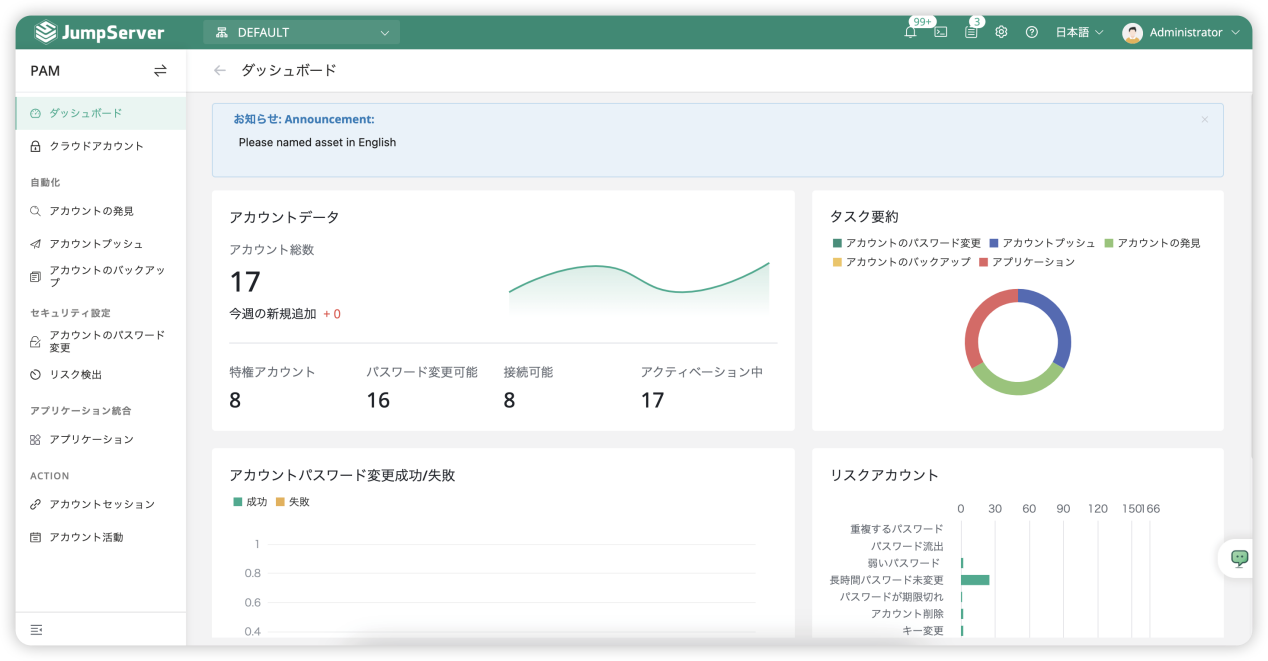 JumpServer
DEFAULT
99+
3
日本語
Administrator
PAM
ダッシュボード
ダッシュボード
クラウドアカウント
自動化
アカウントの発見
アカウントプッシュ
アカウントのバックアッ
プ
セキュリティ設定
アカウントのパスワード
変更
リスク検出
アプリケーション統合
アプリケーション
ACTION
アカウントセッション
アカウント活動
お知らせ: Announcement:
Please named asset in English
アカウントデータ
アカウント総数
17
今週の新規追加 + 0
特権アカウント パスワード変更可能 接続可能 アクティベーション中
8 16 8 17
タスク要約
アカウントのパスワード変更 アカウントプッシュ アカウントの発見
アカウントのバックアップ アプリケーション
アカウントパスワード変更成功/失敗
成功 失敗
1
0.8
0.6
0.4
リスクアカウント
0 30 60 90 120 150 166
重複するパスワード
パスワード流出
弱いパスワード
長時間パスワード未変更
パスワードが期限切れ
アカウント削除
キー変更